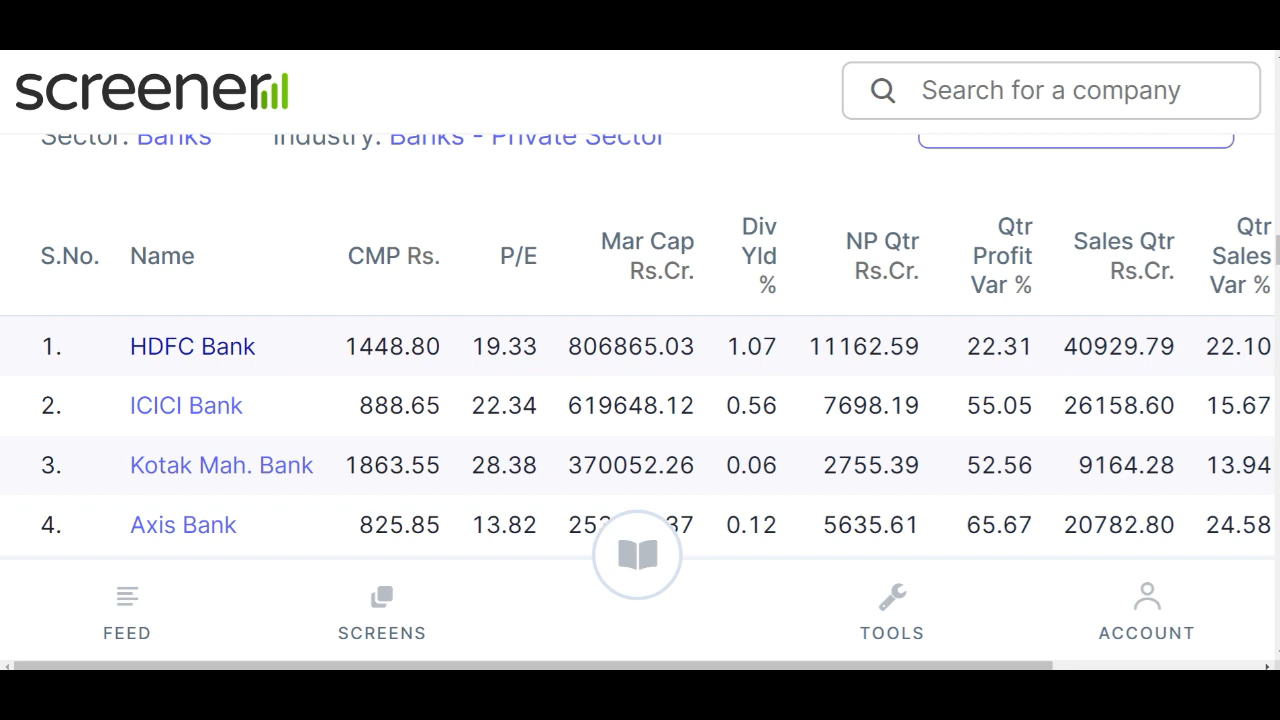 screener
Search for a company
Sector: Banks Industry: Banks - Private Sector
S.No. Name CMP Rs. P/E Mar Cap Rs.Cr. Div Yld % NP Qtr Rs.Cr. Qtr Profit Var % Sales Qtr Rs.Cr. Qtr Sales Var %
1. HDFC Bank 1448.80 19.33 806865.03 1.07 11162.59 22.31 40929.79 22.10
2. ICICI Bank 888.65 22.34 619648.12 0.56 7698.19 55.05 26158.60 15.67
3. Kotak Mah. Bank 1863.55 28.38 370052.26 0.06 2755.39 52.56 9164.28 13.94
4. Axis Bank 825.85 13.82 0.12 5635.61 65.67 20782.80 24.58
FEED SCREENS TOOLS ACCOUNT